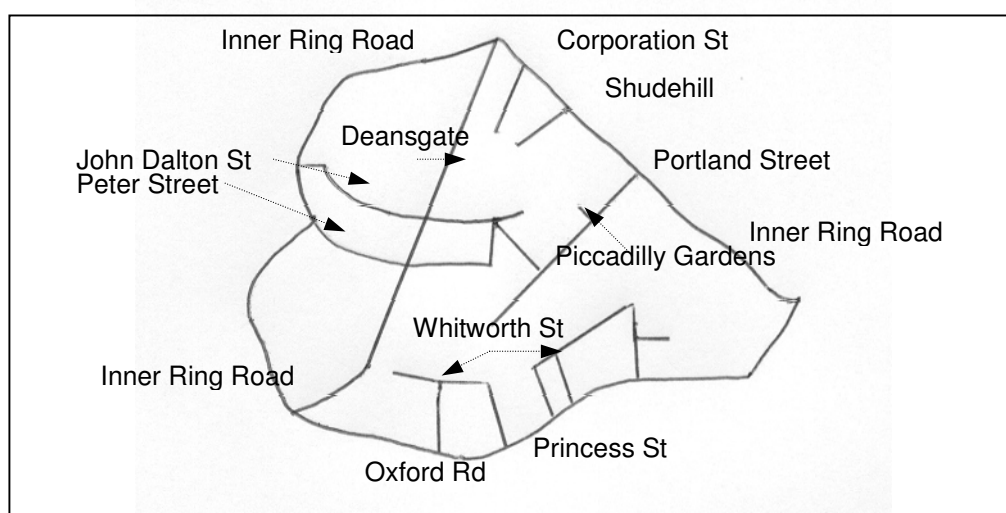 Inner Ring Road
Corporation St
Shudehill
Deansgate
John Dalton St
Portland Street
Peter Street
Inner Ring Road
Piccadilly Gardens
Whitworth St
Inner Ring Road
Princess St
Oxford Rd